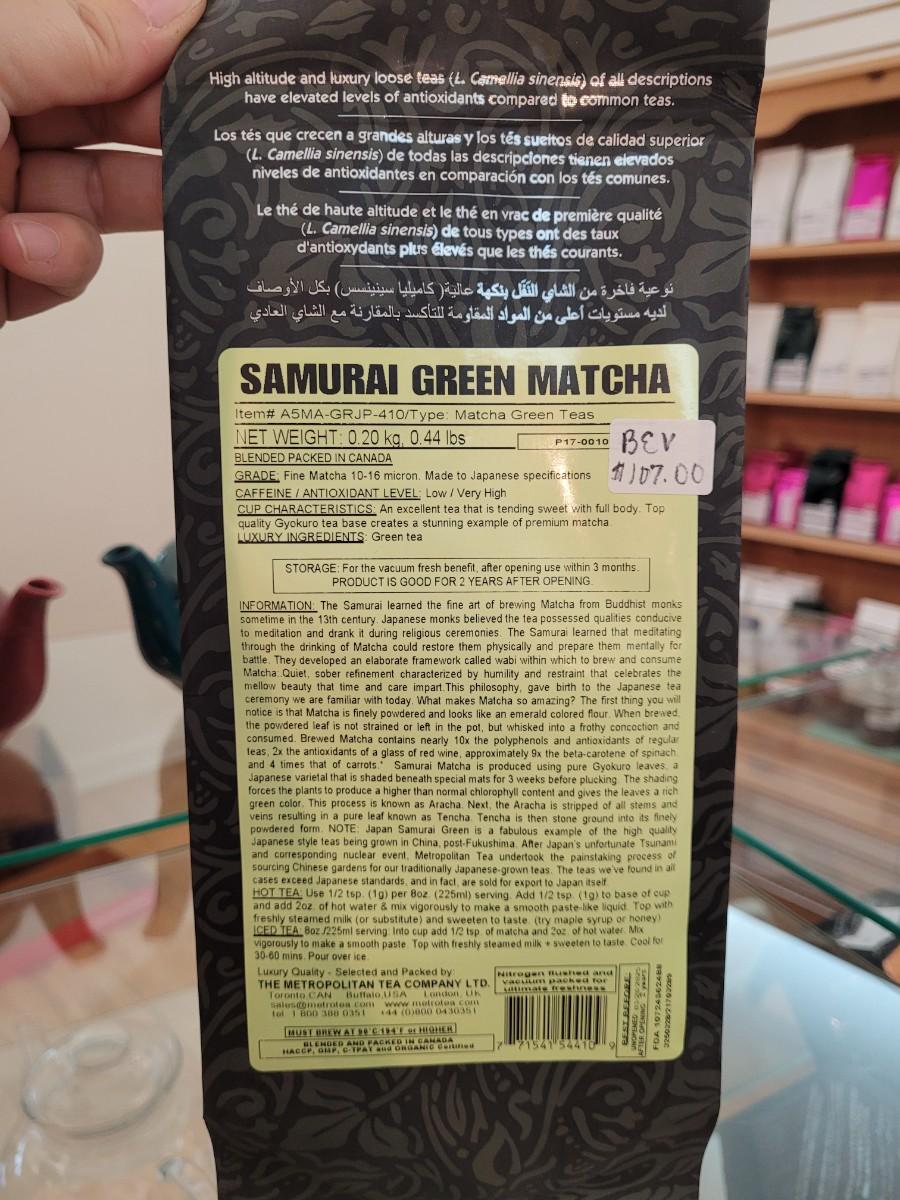 High altitude and luxury loose teas (L. Camellia sinensis) of all descriptions
have elevated levels of antioxidants compared to common teas.
Los tés que crecen a grandes alturas y los tés sueltos de calidad superior
(L. Camellia sinensis) de todas las descripciones tienen elevados
niveles de antioxidantes en comparación con los tés comunes.
Le thé de haute altitude et le thé en vrac de première qualité
(L. Camellia sinensis) de tous types ont des taux
d'antioxydants plus élevés que les thés courants.
نوعية فاخرة من الشاي الثقل بنكهة عالية (كاميليا سينينسس) بكل الأوصاف
لديه مستويات أعلى من المواد المقاومة للتأكسد بالمقارنة مع الشاي العادي
SAMURAI GREEN MATCHA
Item# A5MA-GRJP-410/Type: Matcha Green Teas
NET WEIGHT: 0.20 kg, 0.44 lbs
P17-0010
BEV
$107.00
BLENDED PACKED IN CANADA
GRADE: Fine Matcha 10-16 micron. Made to Japanese specifications
CAFFEINE / ANTIOXIDANT LEVEL: Low / Very High
CUP CHARACTERISTICS: An excellent tea that is tending sweet with full body. Top
quality Gyokuro tea base creates a stunning example of premium matcha.
LUXURY INGREDIENTS: Green tea
STORAGE: For the vacuum fresh benefit, after opening use within 3 months.
PRODUCT IS GOOD FOR 2 YEARS AFTER OPENING.
INFORMATION: The Samurai learned the fine art of brewing Matcha from Buddhist monks
sometime in the 13th century. Japanese monks believed the tea possessed qualities conducive
to meditation and drank it during religious ceremonies. The Samurai learned that meditating
through the drinking of Matcha could restore them physically and prepare them mentally for
battle. They developed an elaborate framework called wabi within which to brew and consume
Matcha..Quiet, sober refinement characterized by humility and restraint that celebrates the
mellow beauty that time and care impart.This philosophy, gave birth to the Japanese tea
ceremony we are familiar with today. What makes Matcha so amazing? The first thing you will
notice is that Matcha is finely powdered and looks like an emerald colored flour. When brewed,
the powdered leaf is not strained or left in the pot, but whisked into a frothy concoction and
consumed. Brewed Matcha contains nearly 10x the polyphenols and antioxidants of regular
teas, 2x the antioxidants of a glass of red wine, approximately 9x the beta-carotene of spinach,
and 4 times that of carrots.* Samurai Matcha is produced using pure Gyokuro leaves, a
Japanese varietal that is shaded beneath special mats for 3 weeks before plucking. The shading
forces the plants to produce a higher than normal chlorophyll content and gives the leaves a rich
green color. This process is known as Aracha. Next, the Aracha is stripped of all stems and
veins resulting in a pure leaf known as Tencha. Tencha is then stone ground into its finely
powdered form. NOTE: Japan Samurai Green is a fabulous example of the high quality
Japanese style teas being grown in China, post-Fukushima. After Japan's unfortunate Tsunami
and corresponding nuclear event, Metropolitan Tea undertook the painstaking process of
sourcing Chinese gardens for our traditionally Japanese-grown teas. The teas we've found in all
cases exceed Japanese standards, and in fact, are sold for export to Japan itself.
HOT TEA: Use 1/2 tsp. (1g) per 8oz. (225ml) serving. Add 1/2 tsp. (1g) to base of cup
and add 2oz. of hot water & mix vigorously to make a smooth paste-like liquid. Top with
freshly steamed milk (or substitute) and sweeten to taste. (try maple syrup or honey)
ICED TEA: 8oz./225ml serving: Into cup add 1/2 tsp. of matcha and 2oz. of hot water. Mix
vigorously to make a smooth paste. Top with freshly steamed milk + sweeten to taste. Cool for
30-60 mins. Pour over ice.
Luxury Quality - Selected and Packed by:
THE METROPOLITAN TEA COMPANY LTD.
Toronto,CAN Buffalo,USA London, UK
sales@metrotea.com www.metrotea.com
tel 1 800 388 0351 +44 (0)800 0430351
MUST BREW AT 90°C/194°F or HIGHER
BLENDED AND PACKED IN CANADA
HACCP, GMP, C-TPAT and ORGANIC Certified
Nitrogen flushed and
vacuum packed for
ultimate freshness
7 71541 54410 9
BEST BEFORE:
UNOPENED:
AFTER OPENING: 2 years
FDA 10724362488